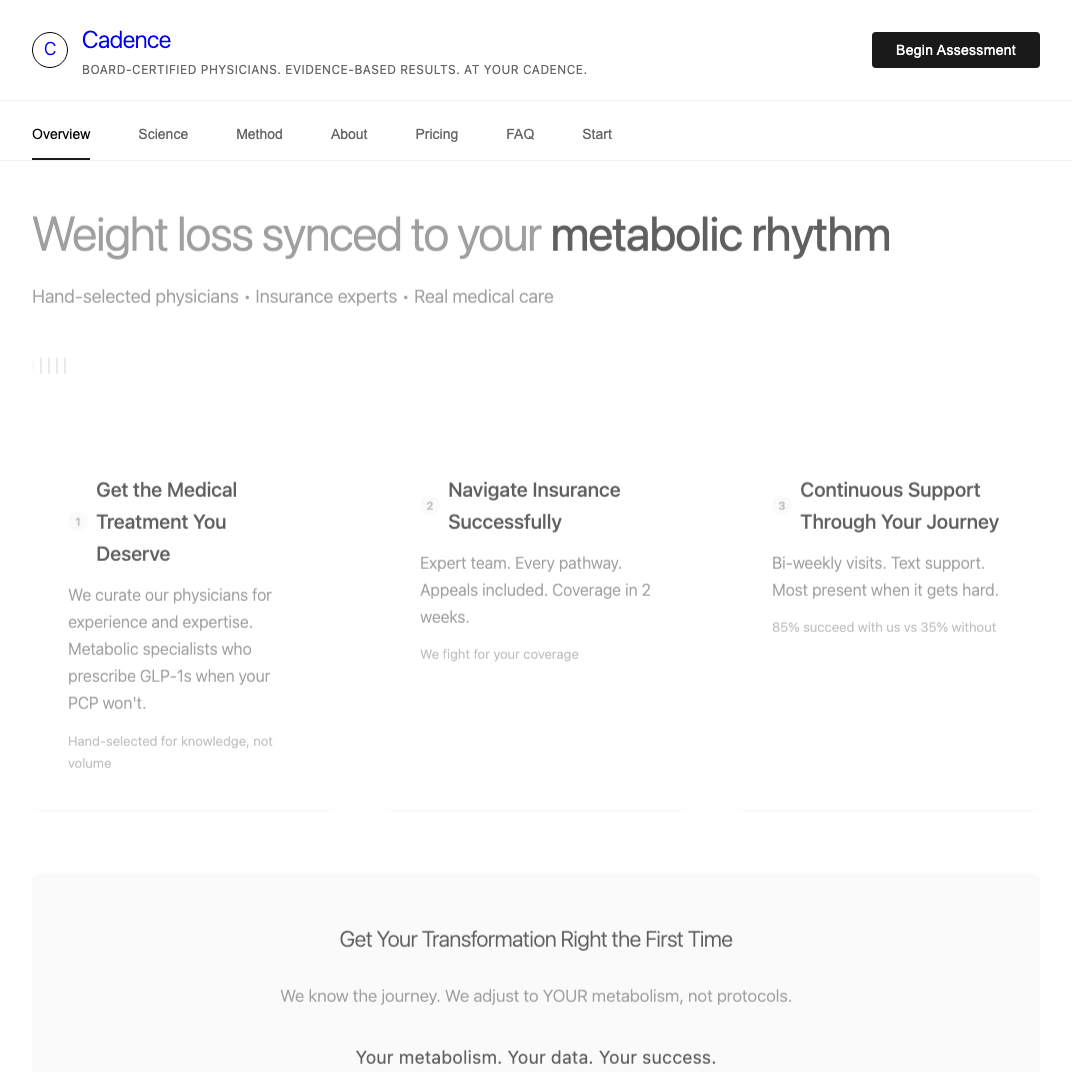 C
Cadence
BOARD-CERTIFIED PHYSICIANS. EVIDENCE-BASED RESULTS. AT YOUR CADENCE.
Begin Assessment
Overview
Science
Method
About
Pricing
FAQ
Start
Weight loss synced to your metabolic rhythm
Hand-selected physicians • Insurance experts • Real medical care
1
Get the Medical
Treatment You
Deserve
We curate our physicians for
experience and expertise.
Metabolic specialists who
prescribe GLP-1s when your
PCP won't.
Hand-selected for knowledge, not
volume
2
Navigate Insurance
Successfully
Expert team. Every pathway.
Appeals included. Coverage in 2
weeks.
We fight for your coverage
3
Continuous Support
Through Your Journey
Bi-weekly visits. Text support.
Most present when it gets hard.
85% succeed with us vs 35% without
Get Your Transformation Right the First Time
We know the journey. We adjust to YOUR metabolism, not protocols.
Your metabolism. Your data. Your success.